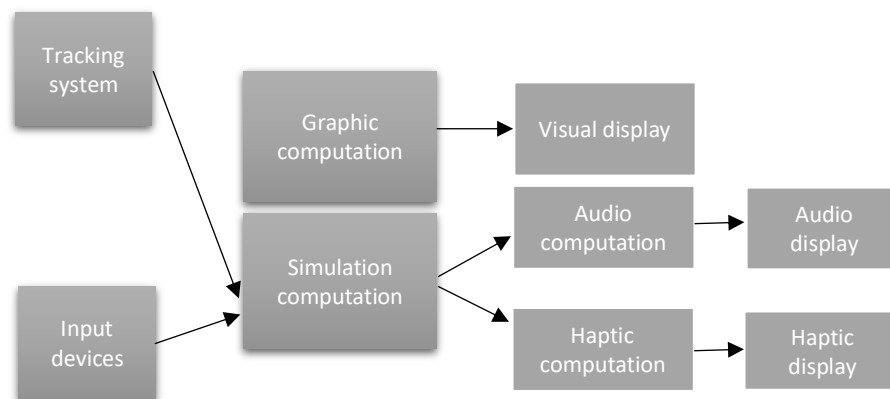 Tracking
system
Graphic
computation
Visual display
Simulation
computation
Audio
computation
Audio
display
Input
devices
Haptic
computation
Haptic
display